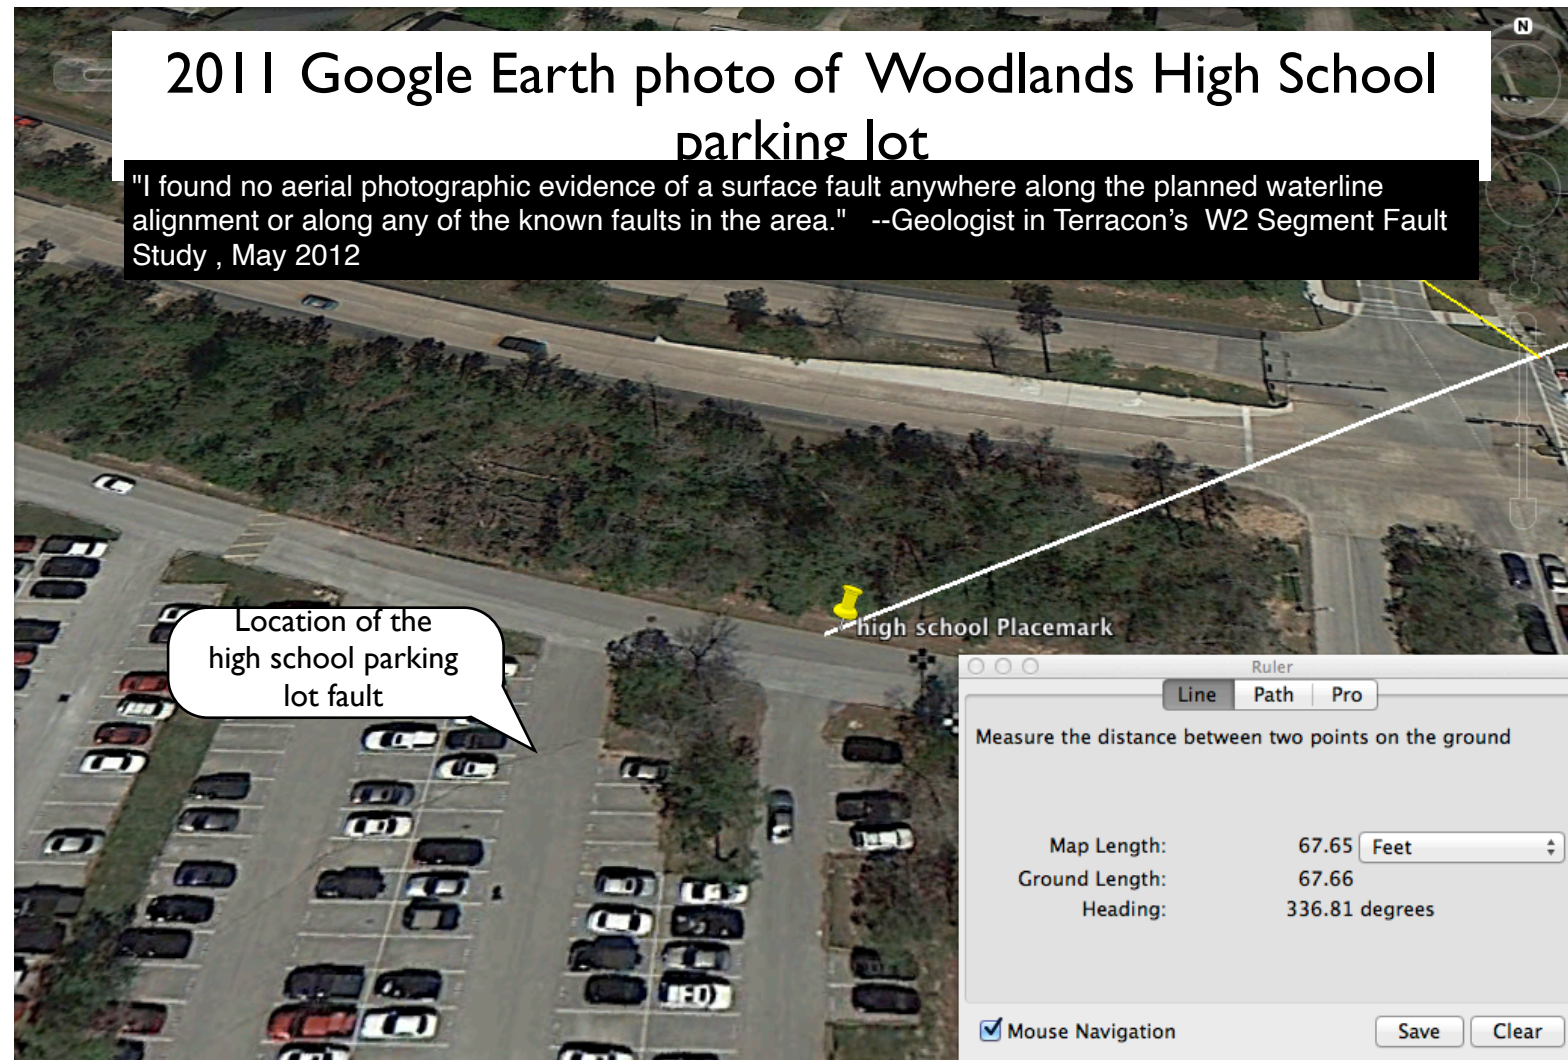 N
2011 Google Earth photo of Woodlands High School
parking lot
"I found no aerial photographic evidence of a surface fault anywhere along the planned waterline
alignment or along any of the known faults in the area."   --Geologist in Terracon's  W2 Segment Fault
Study , May 2012
Location of the
high school parking
lot fault
high school Placemark
Ruler
Line Path Pro
Measure the distance between two points on the ground
Map Length: 67.65 Feet
Ground Length: 67.66
Heading: 336.81 degrees
Mouse Navigation Save Clear